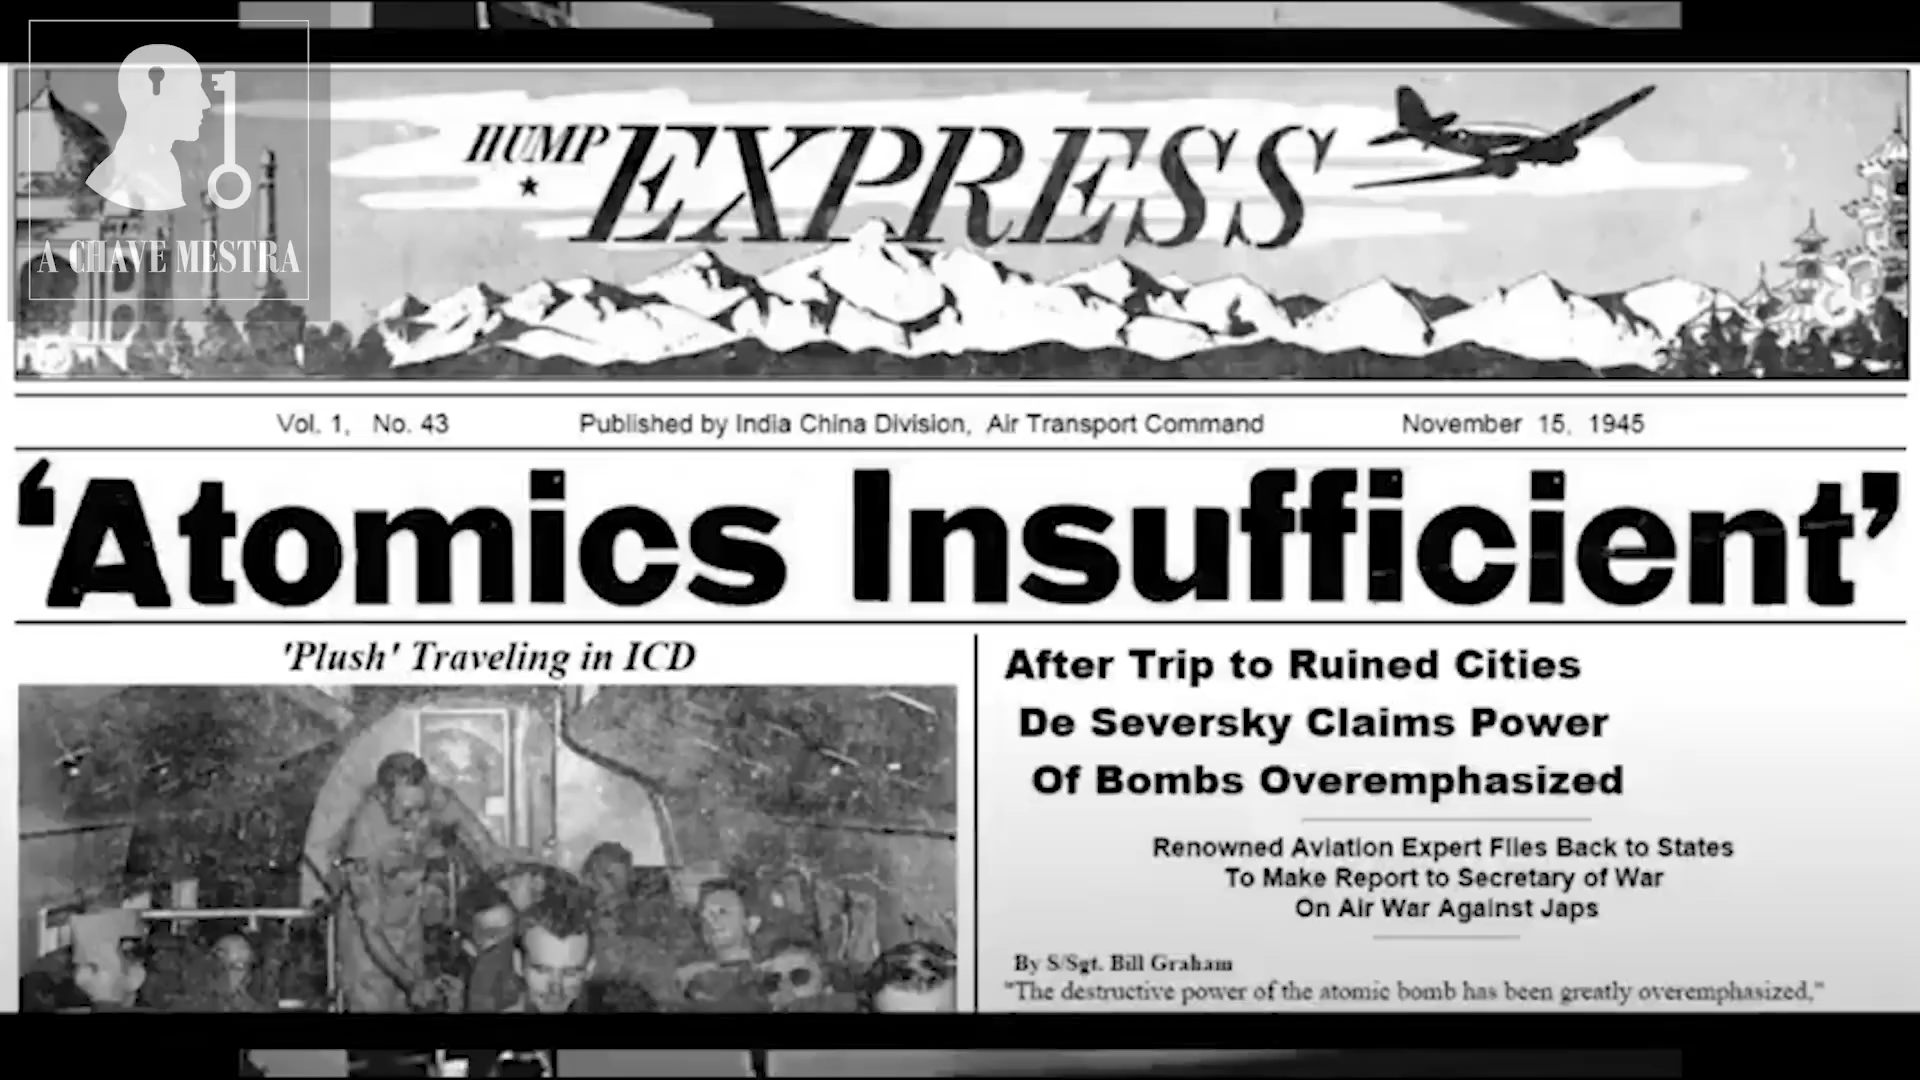 A CHAVE MESTRA
HUMP EXPRESS
Vol. 1, No. 43 Published by India China Division, Air Transport Command November 15, 1945
‘Atomics Insufficient’
'Plush' Traveling in ICD
After Trip to Ruined Cities
De Seversky Claims Power
Of Bombs Overemphasized
Renowned Aviation Expert Flies Back to States
To Make Report to Secretary of War
On Air War Against Japs
By S/Sgt. Bill Graham
"The destructive power of the atomic bomb has been greatly overemphasized,"